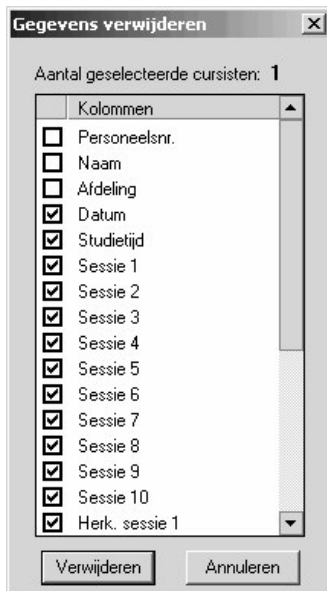 Gegevens verwijderen
Aantal geselecteerde cursisten: 1
Kolommen
Personeelsnr.
Naam
Afdeling
Datum
Studietijd
Sessie 1
Sessie 2
Sessie 3
Sessie 4
Sessie 5
Sessie 6
Sessie 7
Sessie 8
Sessie 9
Sessie 10
Herk. sessie 1
Verwijderen Annuleren